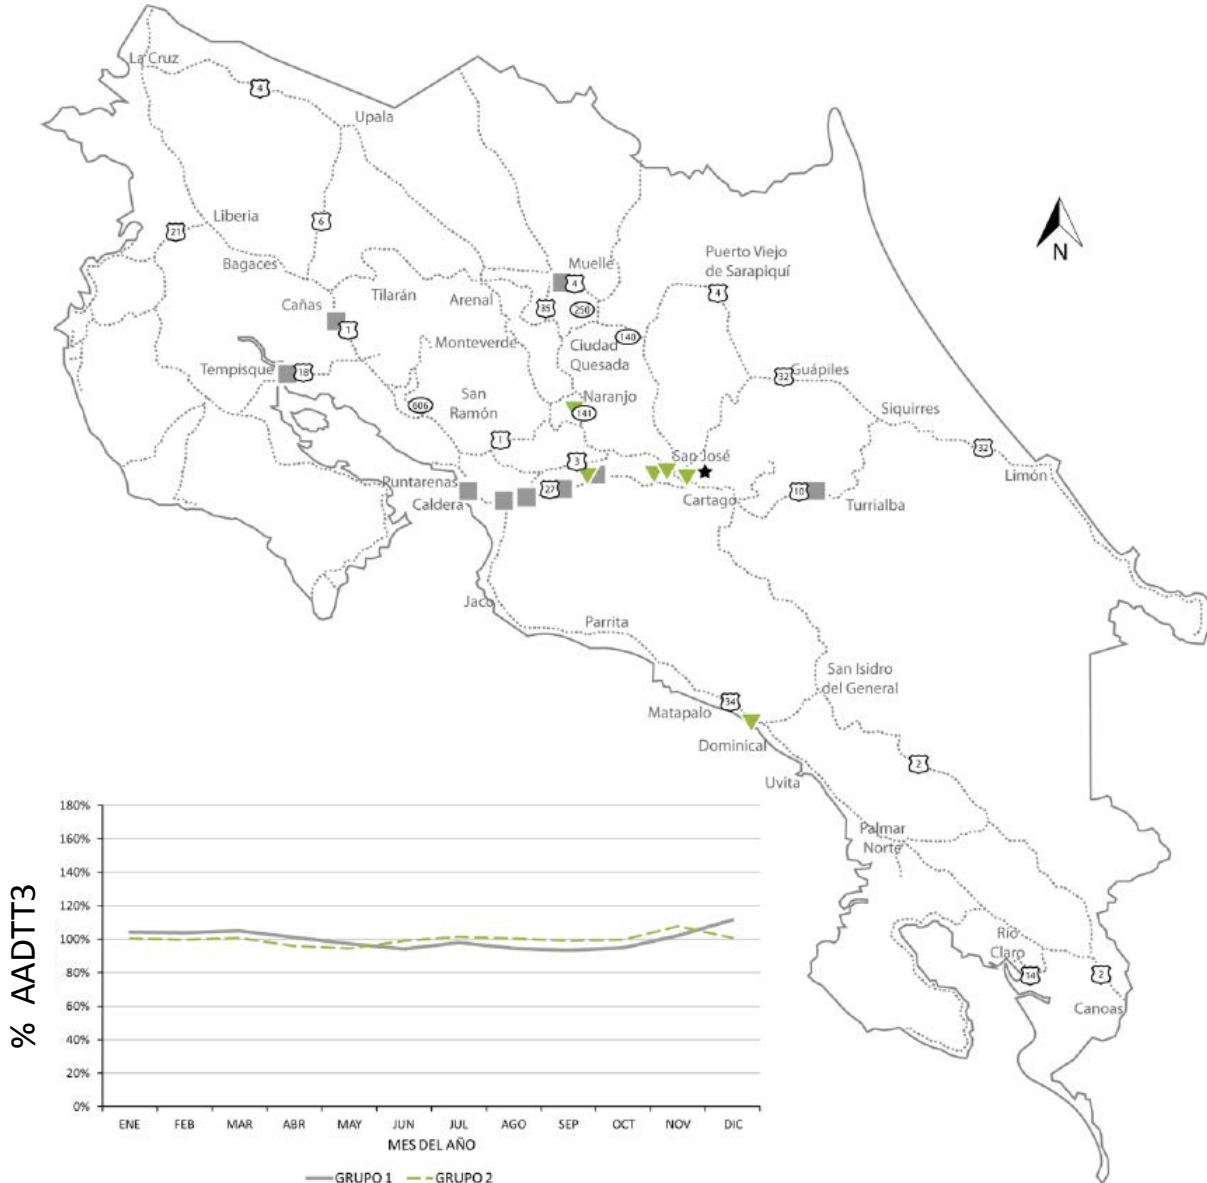 La Cruz
4
Upala
Liberia
21
6
Bagaces
Cañas
Tilarán
Arenal
Muelle
4
Puerto Viejo
de Sarapiquí
4
N
1
35
250
140
Monteverde
Ciudad
Quesada
Tempisque
18
32
Guápiles
606
San
Ramón
Naranjo
141
Siquirres
1
3
San José
32
Limón
Puntarenas
Caldera
27
Cartago
10
Turrialba
Jaco
Parrita
San Isidro
del General
34
Matapalo
Dominical
2
Uvita
Palmar
Norte
Río
Claro
14
2
Canoas
% AADTT3
180%
160%
140%
120%
100%
80%
60%
40%
20%
0%
ENE FEB MAR ABR MAY JUN JUL AGO SEP OCT NOV DIC
MES DEL AÑO
GRUPO 1 GRUPO 2